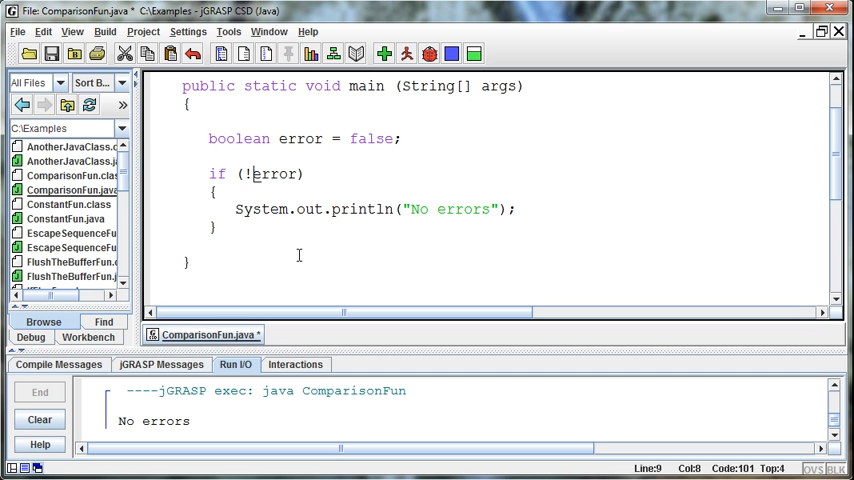 File: ComparisonFun.java * C:\Examples - jGRASP CSD (Java)
File Edit View Build Project Settings Tools Window Help
All Files Sort B...
C:\Examples
AnotherJavaClass.c
AnotherJavaClass.j
ComparisonFun.clas
ComparisonFun.java
ConstantFun.class
ConstantFun.java
EscapeSequenceFu
EscapeSequenceFu
FlushTheBufferFun.c
FlushTheBufferFun.j
Browse Find
Debug Workbench
public static void main (String[] args)
{
boolean error = false;
if (!error)
{
System.out.println("No errors");
}
}
ComparisonFun.java *
Compile Messages jGRASP Messages Run I/O Interactions
End
Clear
Help
----jGRASP exec: java ComparisonFun
No errors
Line:9 Col:8 Code:101 Top:4 OVS BLK